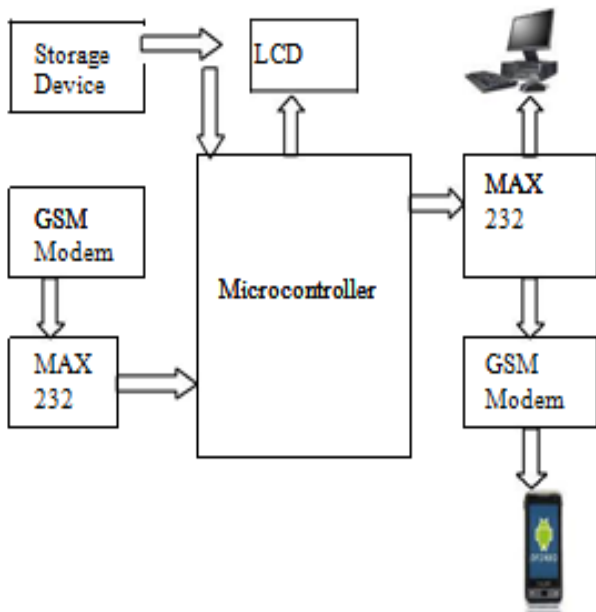 Storage
Device
LCD
GSM
Modem
MAX
232
Microcontroller
MAX
232
GSM
Modem